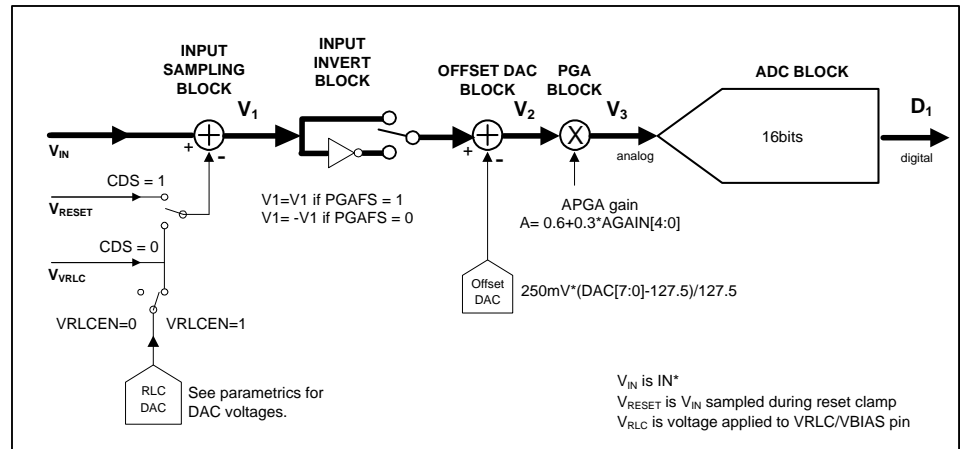 INPUT
SAMPLING
BLOCK
INPUT
INVERT
BLOCK
OFFSET DAC
BLOCK
PGA
BLOCK
ADC BLOCK
V1
V2
V3
D1
VIN
+
-
+
-
X
analog
16bits
digital
CDS = 1
VRESET
V1=V1 if PGAFS = 1
V1= -V1 if PGAFS = 0
APGA gain
A= 0.6+0.3*AGAIN[4:0]
CDS = 0
VVRLC
Offset
DAC
250mV*(DAC[7:0]-127.5)/127.5
VRLCEN=0
VRLCEN=1
RLC
DAC
See parametrics for
DAC voltages.
VIN is IN*
VRESET is VIN sampled during reset clamp
VRLC is voltage applied to VRLC/VBIAS pin